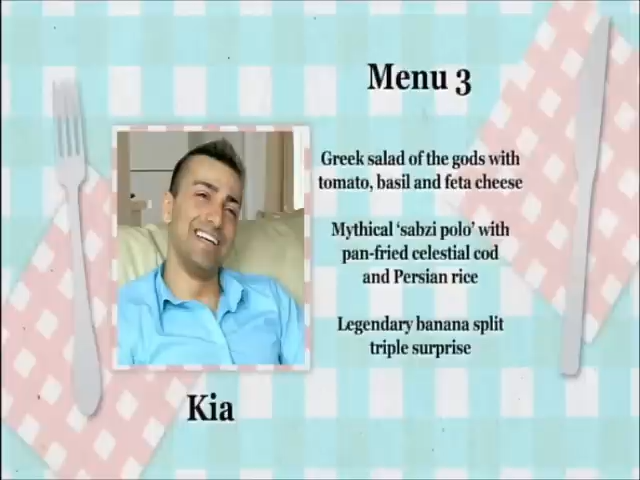 Menu 3
Greek salad of the gods with
tomato, basil and feta cheese
Mythical ‘sabzi polo’ with
pan-fried celestial cod
and Persian rice
Legendary banana split
triple surprise
Kia